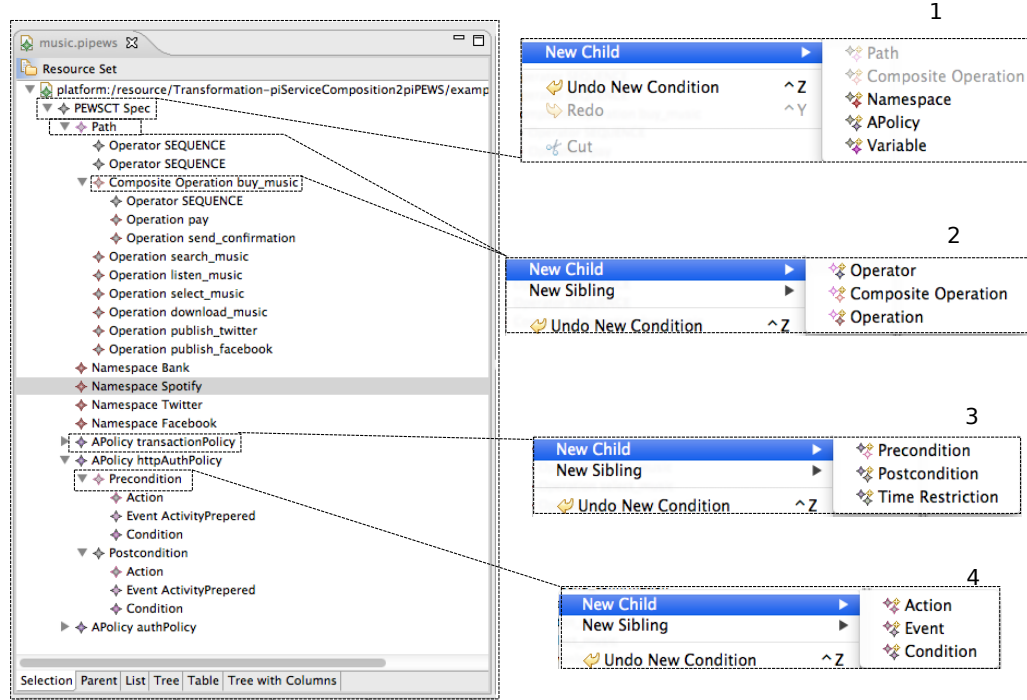 music.pipews
Resource Set
platform:/resource/Transformation-piServiceComposition2piPEWS/examp
PEWSCT Spec
Path
Operator SEQUENCE
Operator SEQUENCE
Composite Operation buy_music
Operator SEQUENCE
Operation pay
Operation send_confirmation
Operation search_music
Operation listen_music
Operation select_music
Operation download_music
Operation publish_twitter
Operation publish_facebook
Namespace Bank
Namespace Spotify
Namespace Twitter
Namespace Facebook
APolicy transactionPolicy
APolicy httpAuthPolicy
Precondition
Action
Event ActivityPrepered
Condition
Postcondition
Action
Event ActivityPrepered
Condition
APolicy authPolicy
Selection Parent List Tree Table Tree with Columns
1
New Child
Undo New Condition ^Z
Redo ^Y
Cut
Path
Composite Operation
Namespace
APolicy
Variable
2
New Child
New Sibling
Undo New Condition ^Z
Operator
Composite Operation
Operation
3
New Child
New Sibling
Undo New Condition ^Z
Precondition
Postcondition
Time Restriction
4
New Child
New Sibling
Undo New Condition ^Z
Action
Event
Condition